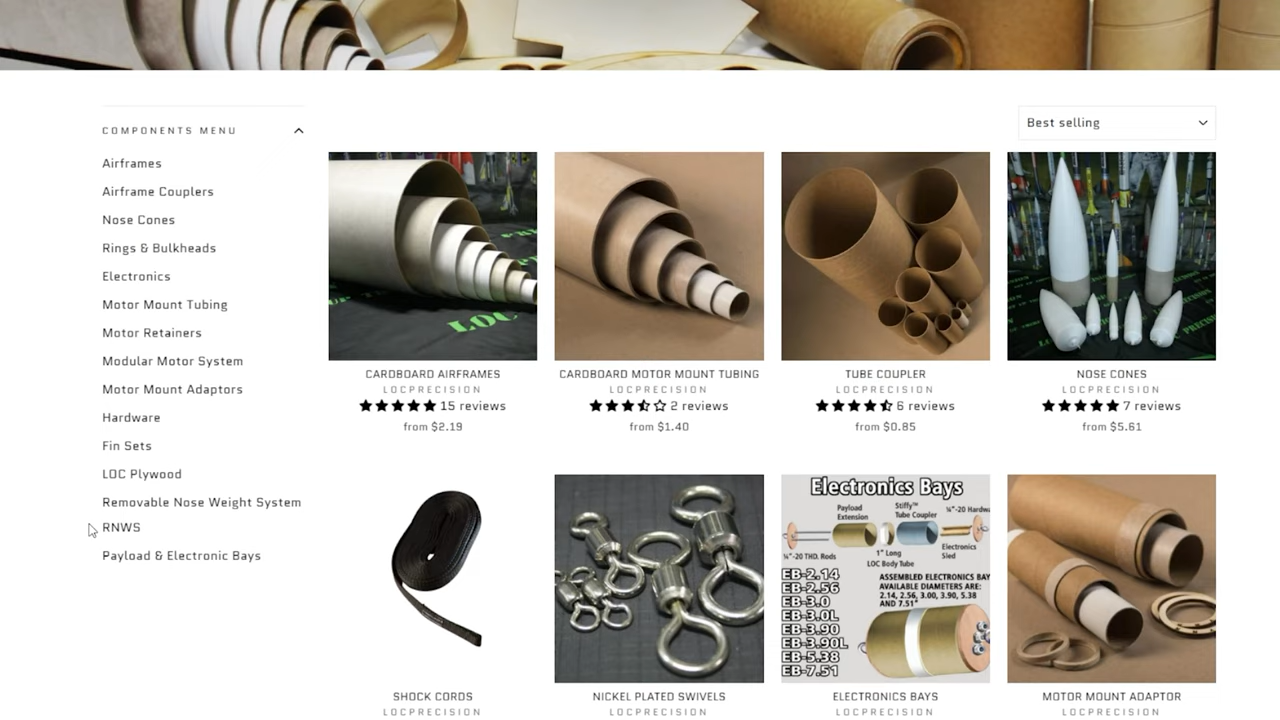 COMPONENTS MENU
Airframes
Airframe Couplers
Nose Cones
Rings & Bulkheads
Electronics
Motor Mount Tubing
Motor Retainers
Modular Motor System
Motor Mount Adaptors
Hardware
Fin Sets
LOC Plywood
Removable Nose Weight System
RNWS
Payload & Electronic Bays
Best selling
LOC
CARDBOARD AIRFRAMES
LOCPRECISION
15 reviews
from $2.19
CARDBOARD MOTOR MOUNT TUBING
LOCPRECISION
2 reviews
from $1.40
TUBE COUPLER
LOCPRECISION
6 reviews
from $0.85
NOSE CONES
LOCPRECISION
7 reviews
from $5.61
SHOCK CORDS
LOCPRECISION
NICKEL PLATED SWIVELS
LOCPRECISION
Electronics Bays
Payload
Extension
Stiffy™
Tube Coupler
¼"-20 Hardwa
¼"-20 THD. Rods
1" Long
LOC Body Tube
Electronics
Sled
EB-2.14
EB-2.56
EB-3.0
EB-3.0L
EB-3.90
EB-3.90L
EB-5.38
EB-7.51
ASSEMBLED ELECTRONICS BAY
AVAILABLE DIAMETERS ARE:
2.14, 2.56, 3.00, 3.90, 5.38
AND 7.51"
ELECTRONICS BAYS
LOCPRECISION
MOTOR MOUNT ADAPTOR
LOCPRECISION